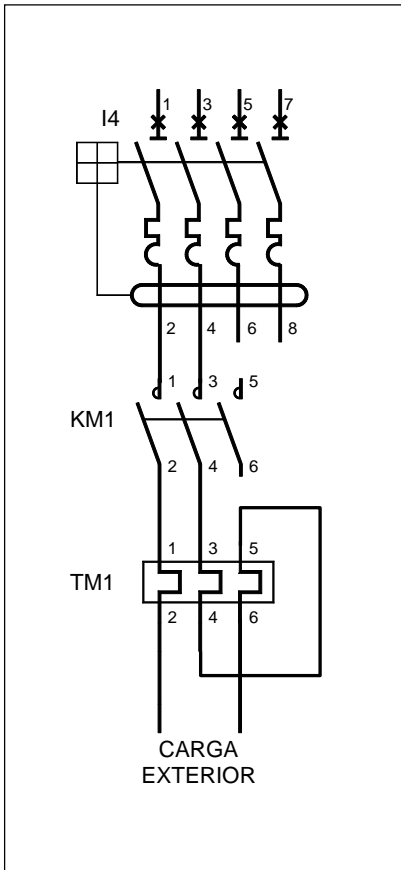 1 3 5 7
I4
2 4 6 8
1 3 5
KM1
2 4 6
1 3 5
TM1
2 4 6
CARGA
EXTERIOR